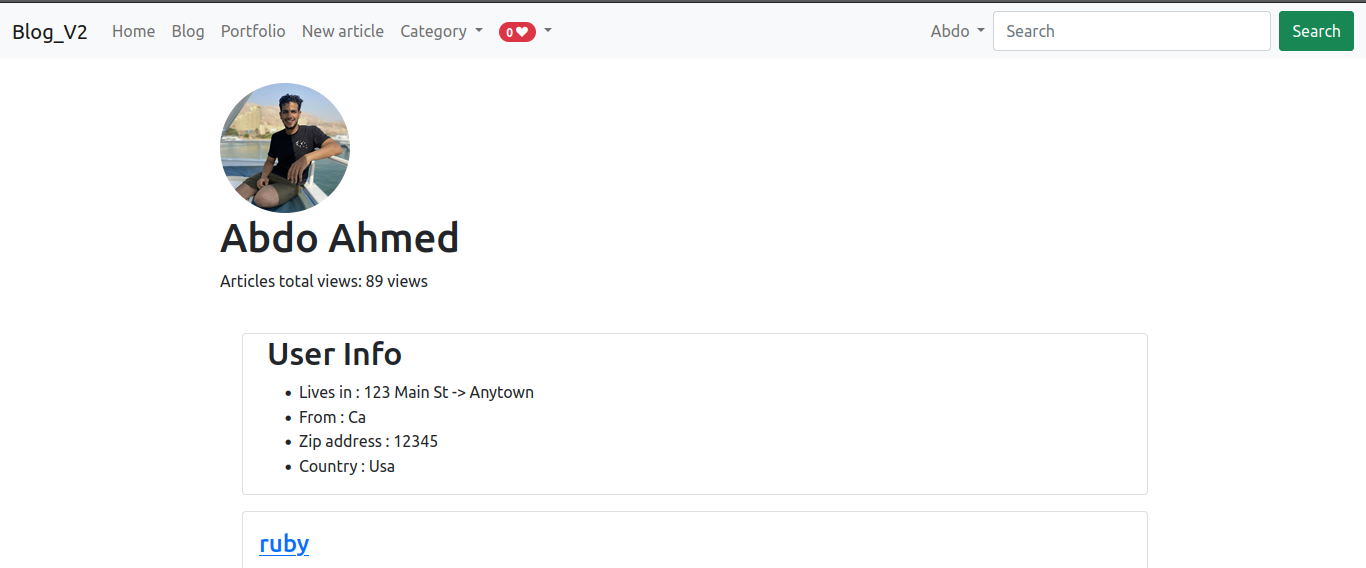 Blog_V2 Home Blog Portfolio New article Category 0 Abdo Search Search
Abdo Ahmed
Articles total views: 89 views
User Info
Lives in : 123 Main St -> Anytown
From : Ca
Zip address : 12345
Country : Usa
ruby